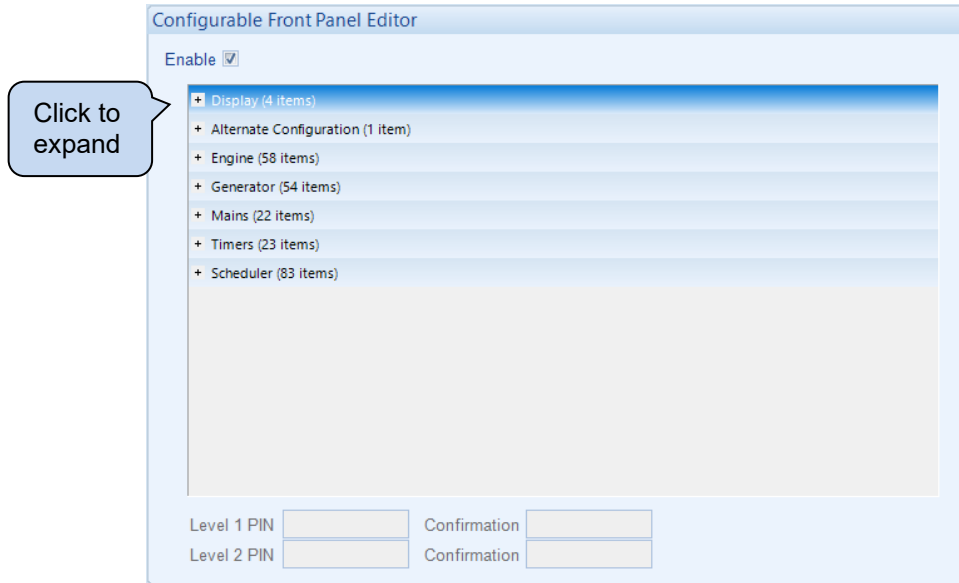 Configurable Front Panel Editor
Enable
Click to
expand
+ Display (4 items)
+ Alternate Configuration (1 item)
+ Engine (58 items)
+ Generator (54 items)
+ Mains (22 items)
+ Timers (23 items)
+ Scheduler (83 items)
Level 1 PIN Confirmation
Level 2 PIN Confirmation